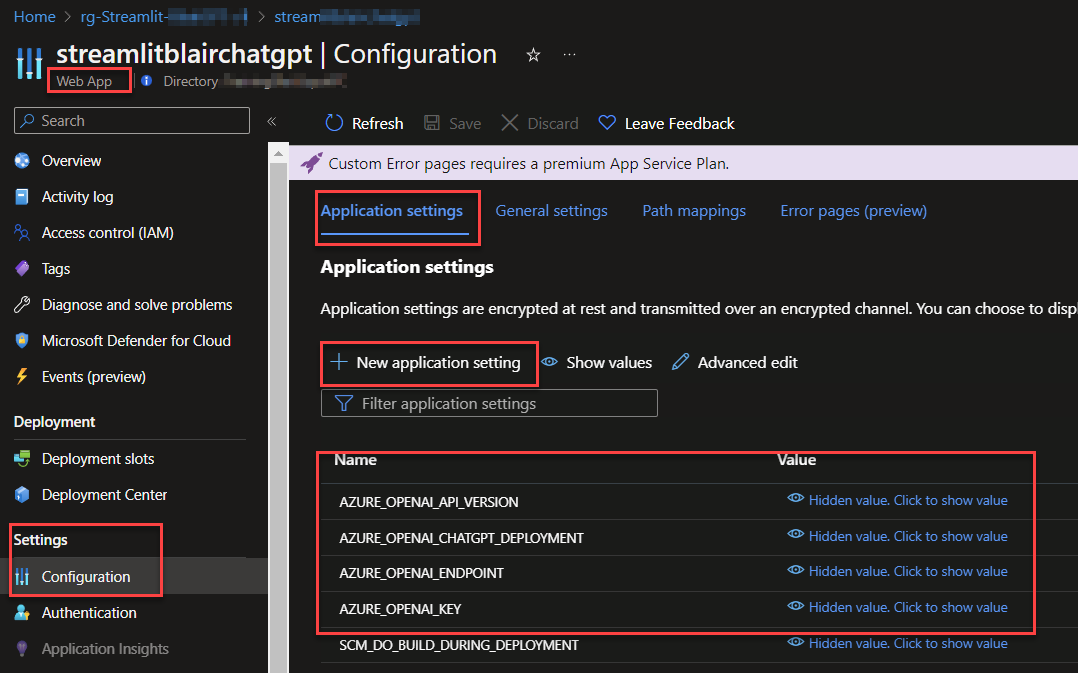 Home > rg-Streamlit- > stream
streamlitblairchatgpt | Configuration
Web App
Directory
Search
Refresh
Save
Discard
Leave Feedback
Overview
Activity log
Access control (IAM)
Tags
Diagnose and solve problems
Microsoft Defender for Cloud
Events (preview)
Deployment
Deployment slots
Deployment Center
Settings
Configuration
Authentication
Application Insights
Custom Error pages requires a premium App Service Plan.
Application settings
General settings
Path mappings
Error pages (preview)
Application settings
Application settings are encrypted at rest and transmitted over an encrypted channel. You can choose to disp
New application setting
Show values
Advanced edit
Filter application settings
Name Value
AZURE_OPENAI_API_VERSION Hidden value. Click to show value
AZURE_OPENAI_CHATGPT_DEPLOYMENT Hidden value. Click to show value
AZURE_OPENAI_ENDPOINT Hidden value. Click to show value
AZURE_OPENAI_KEY Hidden value. Click to show value
SCM_DO_BUILD_DURING_DEPLOYMENT Hidden value. Click to show value